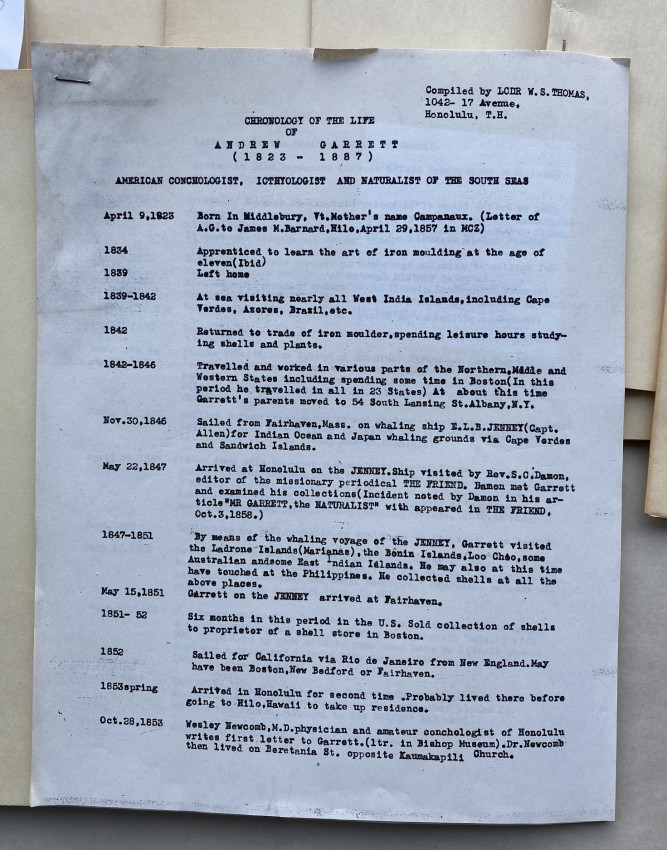 Compiled by LCDR W.S.THOMAS,
1042- 17 Avenue,
Honolulu, T.H.
CHRONOLOGY OF THE LIFE
OF
ANDREW GARRETT
(1823 - 1887)
AMERICAN CONCHOLOGIST, ICTHYOLOGIST AND NATURALIST OF THE SOUTH SEAS
April 9,1823 Born In Middlebury, Vt.Mother's name Campanaux. (Letter of
A.G.to James M.Barnard,Hilo,April 29,1857 in MCZ)
1834 Apprenticed to learn the art of iron moulding at the age of
eleven(Ibid)
1839 Left home
1839-1842 At sea visiting nearly all West India Islands,including Cape
Verdes, Azores, Brazil,etc.
1842 Returned to trade of iron moulder,spending leisure hours study-
ing shells and plants.
1842-1846 Travelled and worked in various parts of the Northern,Middle and
Western States including spending some time in Boston(In this
period he travelled in all in 23 States) At about this time
Garrett's parents moved to 54 South Lansing St.Albany,N.Y.
Nov.30,1846 Sailed from Fairhaven,Mass. on whaling ship E.L.B.JENNEY(Capt.
Allen)for Indian Ocean and Japan whaling grounds via Cape Verdes
and Sandwich Islands.
May 22,1847 Arrived at Honolulu on the JENNEY.Ship visited by Rev.S.C.Damon,
editor of the missionary periodical THE FRIEND. Damon met Garrett
and examined his collections(Incident noted by Damon in his ar-
ticle"MR GARRETT,the NATURALIST" with appeared in THE FRIEND,
Oct.3,1858.)
1847-1851 By means of the whaling voyage of the JENNEY, Garrett visited
the Ladrone Islands(Marianas),the Bonin Islands,Loo Choo,some
Australian andsome East Indian Idlands. He may also at this time
have touched at the Philippines. He collected shells at all the
above places.
May 15,1851 Garrett on the JENNEY arrived at Fairhaven.
1851- 52 Six months in this period in the U.S. Sold collection of shells
to proprietor of a shell store in Boston.
1852 Sailed for California via Rio de Janeiro from New England.May
have been Boston,New Bedford or Fairhaven.
1853spring Arrived in Honolulu for second time .Probably lived there before
going to Hilo,Hawaii to take up residence.
Oct.28,1853 Wesley Newcomb,M.D.physician and amateur conchologist of Honolulu
writes first letter to Garrett.(ltr. in Bishop Museum).Dr.Newcomb
then lived on Beretania St. opposite Kaumakapili Church.